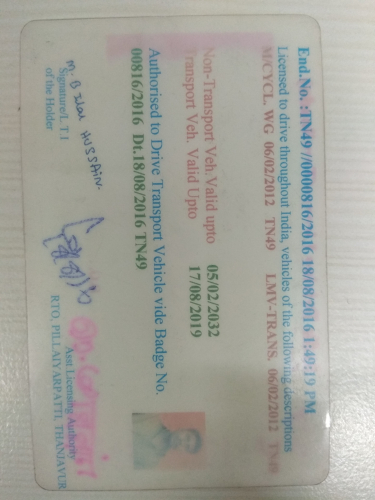 End.No. :TN49 //0000816/2016 18/08/2016 1:49:19 PM
Licensed to drive throughout India, vehicles of the following descriptions
M/CYCL. WG 06/02/2012 TN49 LMV-TRANS. 06/02/2012 TN49
Non-Transport Veh.Valid upto 05/02/2032
Transport Veh. Valid Upto 17/08/2019
Authorised to Drive Transport Vehicle vide Badge No.
00816/2016 Dt.18/08/2016 TN49
HUSSAIN.
Signature/L T.I
of the Holder
Asst.Licensing Authority
RTO, PILLAIYARPATTI, THANJAVUR